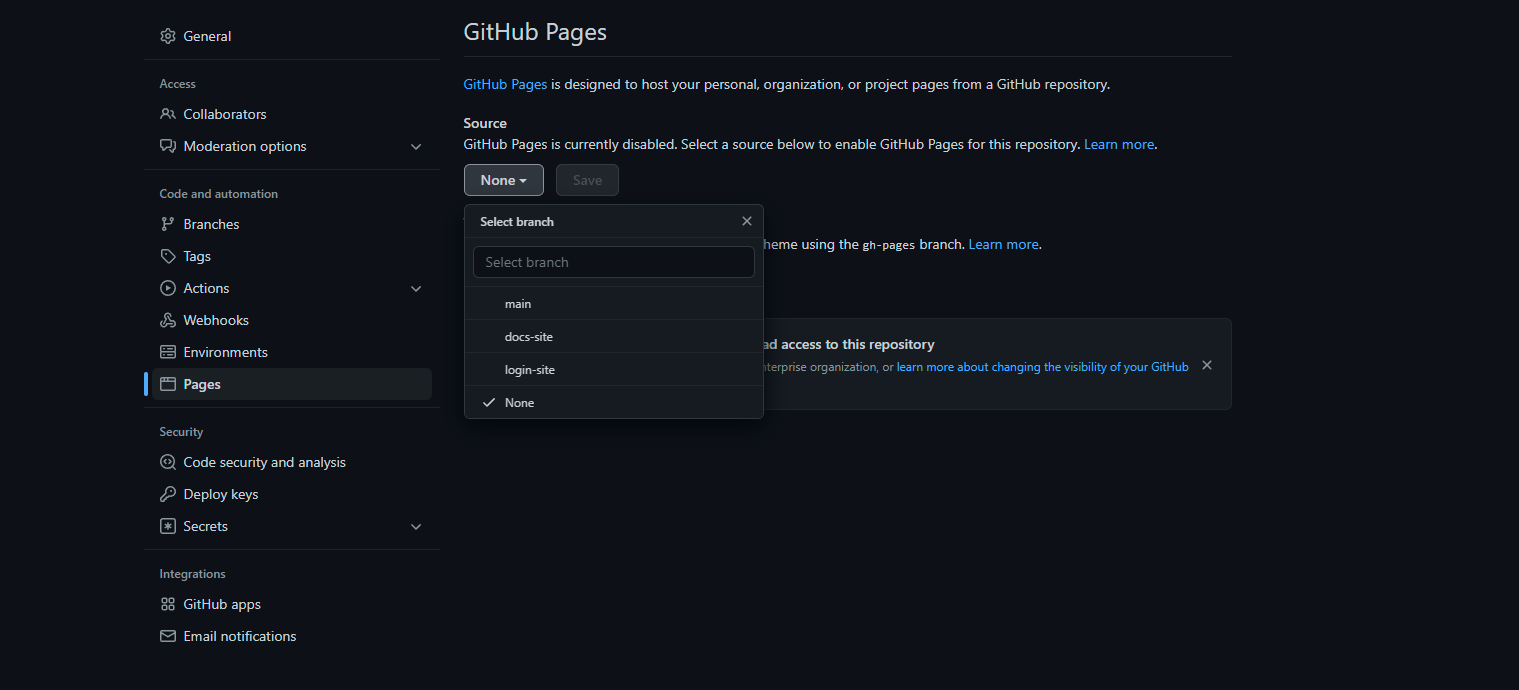 General
Access
Collaborators
Moderation options
Code and automation
Branches
Tags
Actions
Webhooks
Environments
Pages
Security
Code security and analysis
Deploy keys
Secrets
Integrations
GitHub apps
Email notifications
GitHub Pages
GitHub Pages is designed to host your personal, organization, or project pages from a GitHub repository.
Source
GitHub Pages is currently disabled. Select a source below to enable GitHub Pages for this repository. Learn more.
None
Save
Select branch
Select branch
main
docs-site
login-site
None
heme using the gh-pages branch. Learn more.
ad access to this repository
nterprise organization, or learn more about changing the visibility of your GitHub